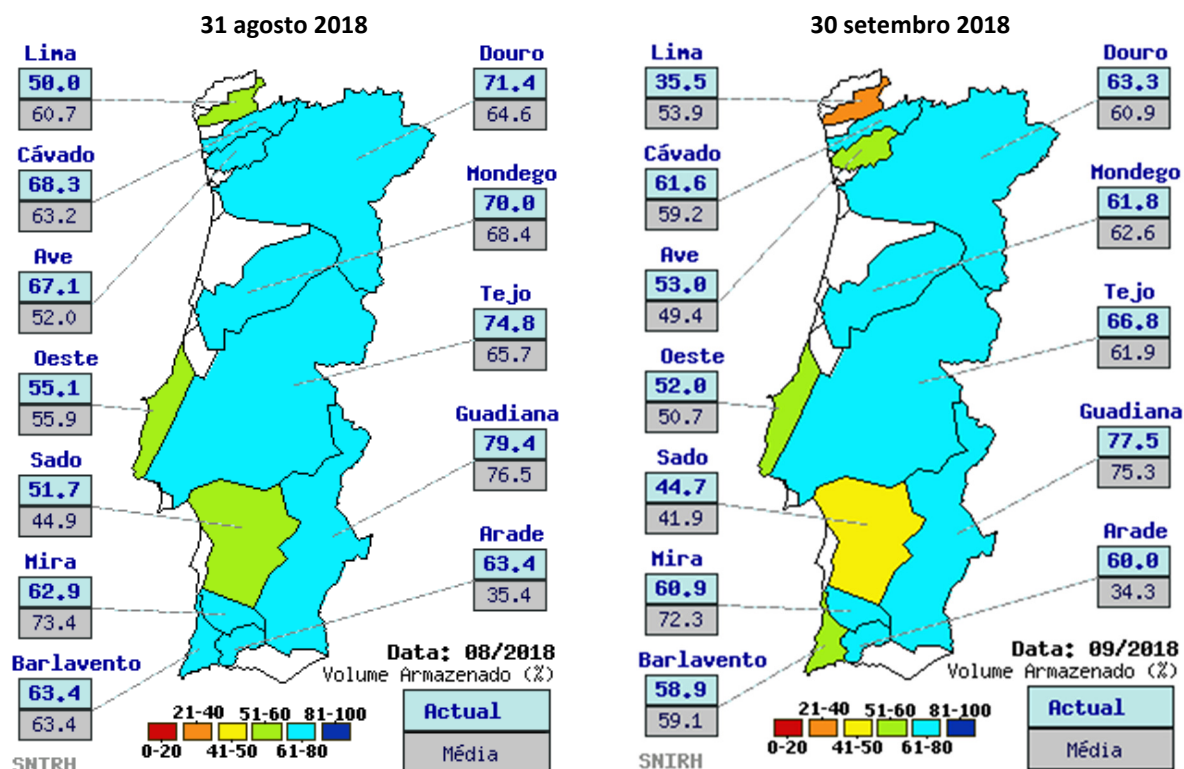 31 agosto 2018
Lima
50.0
60.7
Cávado
68.3
63.2
Ave
67.1
52.0
Oeste
55.1
55.9
Sado
51.7
44.9
Mira
62.9
73.4
Barlavento
63.4
63.4
Douro
71.4
64.6
Mondego
70.0
68.4
Tejo
74.8
65.7
Guadiana
79.4
76.5
Arade
63.4
35.4
Data: 08/2018
Volume Armazenado (%)
Actual
Média
21-40 51-60 81-100
0-20 41-50 61-80
SNIRH
30 setembro 2018
Lima
35.5
53.9
Cávado
61.6
59.2
Ave
53.0
49.4
Oeste
52.0
50.7
Sado
44.7
41.9
Mira
60.9
72.3
Barlavento
58.9
59.1
Douro
63.3
60.9
Mondego
61.8
62.6
Tejo
66.8
61.9
Guadiana
77.5
75.3
Arade
60.0
34.3
Data: 09/2018
Volume Armazenado (%)
Actual
Média
21-40 51-60 81-100
0-20 41-50 61-80
SNIRH